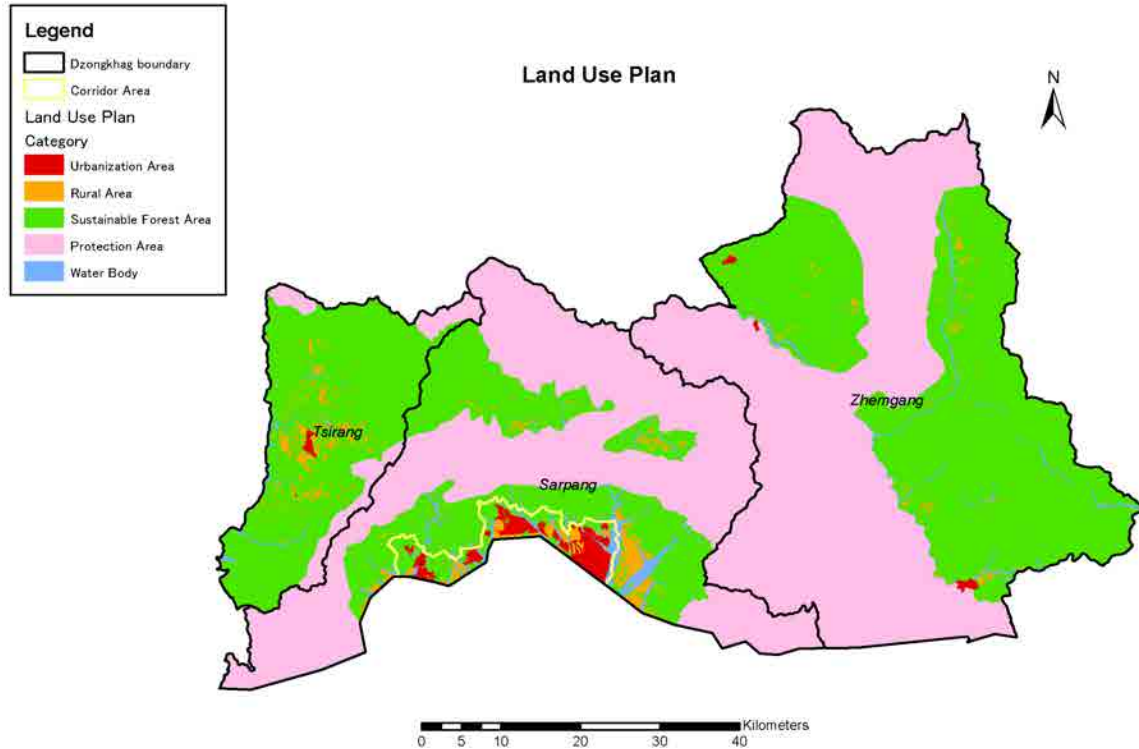 Legend
Dzongkhag boundary
Corridor Area
Land Use Plan
Category
Urbanization Area
Rural Area
Sustainable Forest Area
Protection Area
Water Body
Land Use Plan
N
Zhemgang
Tsirang
Sarpang
Kilometers
0 5 10 20 30 40